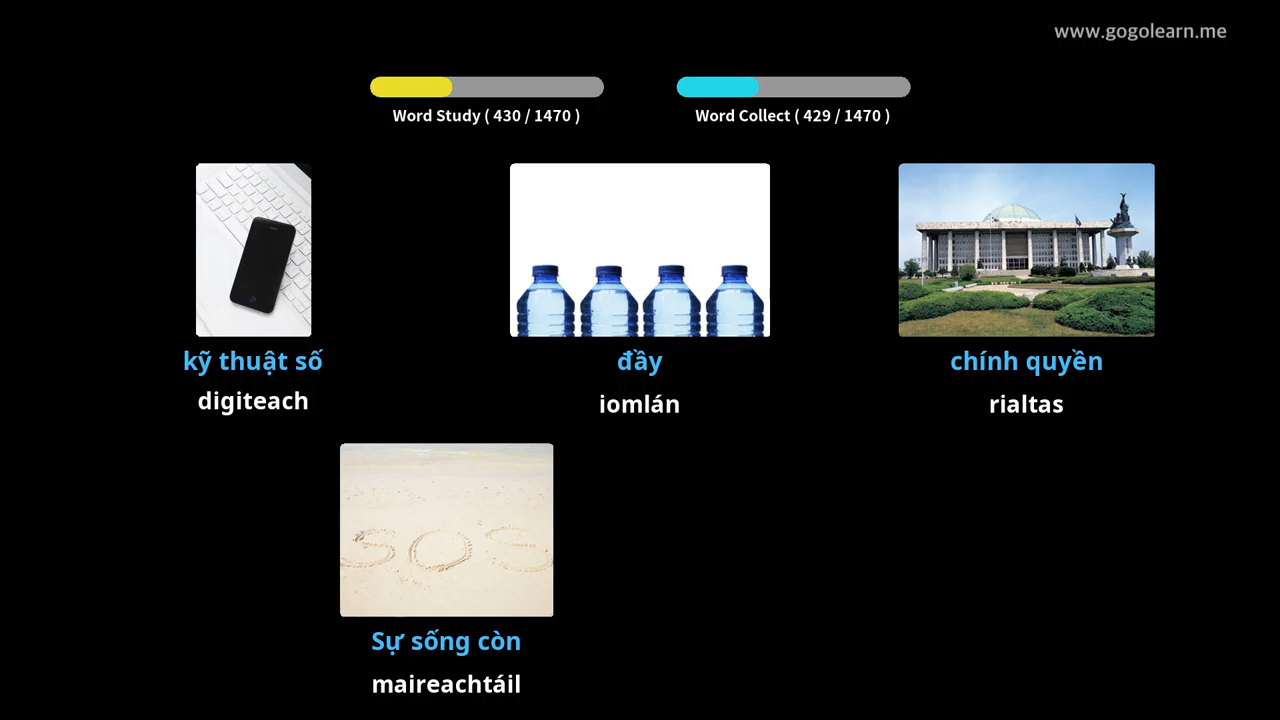 www.gogolearn.me
Word Study ( 430 / 1470 )
Word Collect ( 429 / 1470 )
kỹ thuật số
digiteach
đầy
iomlán
chính quyền
rialtas
SOS
Sự sống còn
maireachtáil